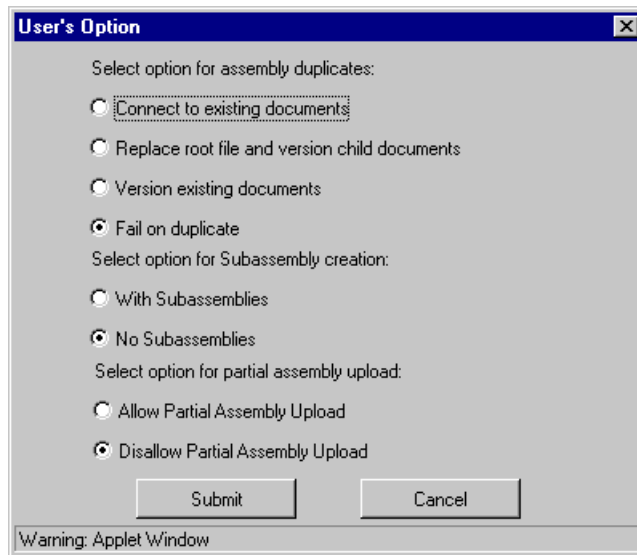 User's Option
Select option for assembly duplicates:
Connect to existing documents
Replace root file and version child documents
Version existing documents
Fail on duplicate
Select option for Subassembly creation:
With Subassemblies
No Subassemblies
Select option for partial assembly upload:
Allow Partial Assembly Upload
Disallow Partial Assembly Upload
Submit Cancel
Warning: Applet Window